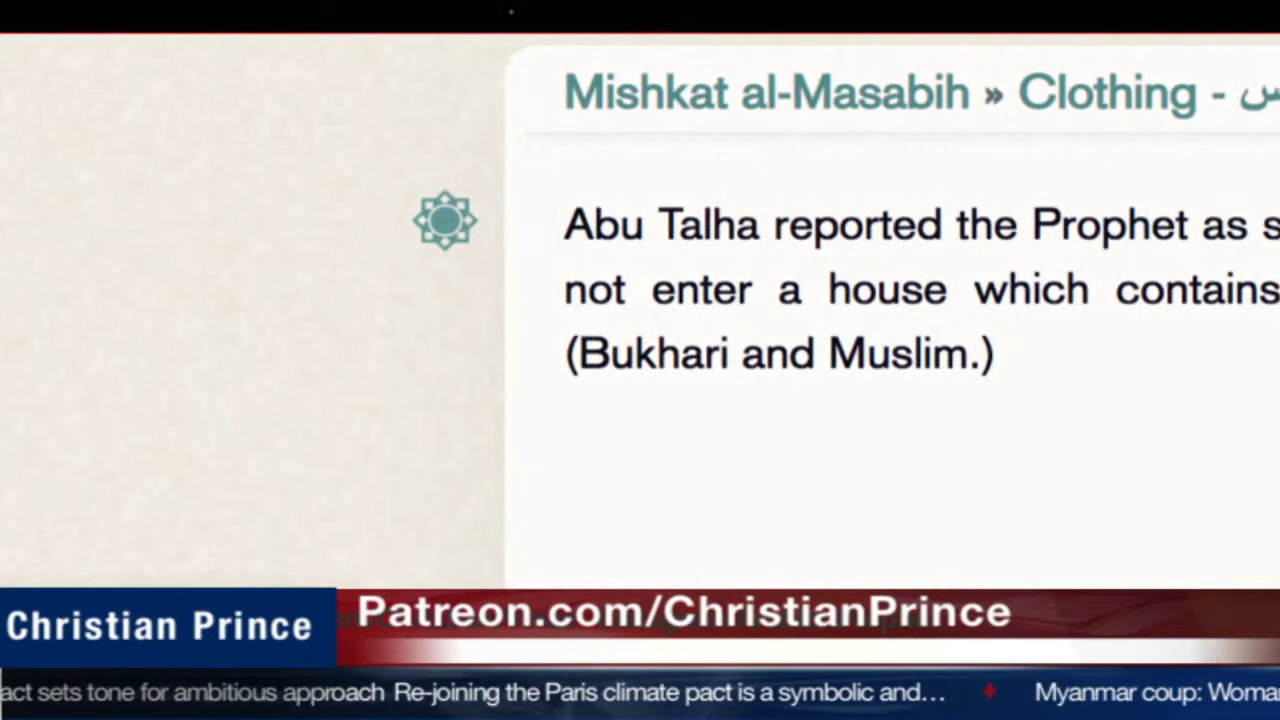 Mishkat al-Masabih » Clothing -
Abu Talha reported the Prophet as
not enter a house which contains
(Bukhari and Muslim.)
Christian Prince
Patreon.com/ChristianPrince
act sets tone for ambitious approach Re-joining the Paris climate pact is a symbolic and… Myanmar coup: